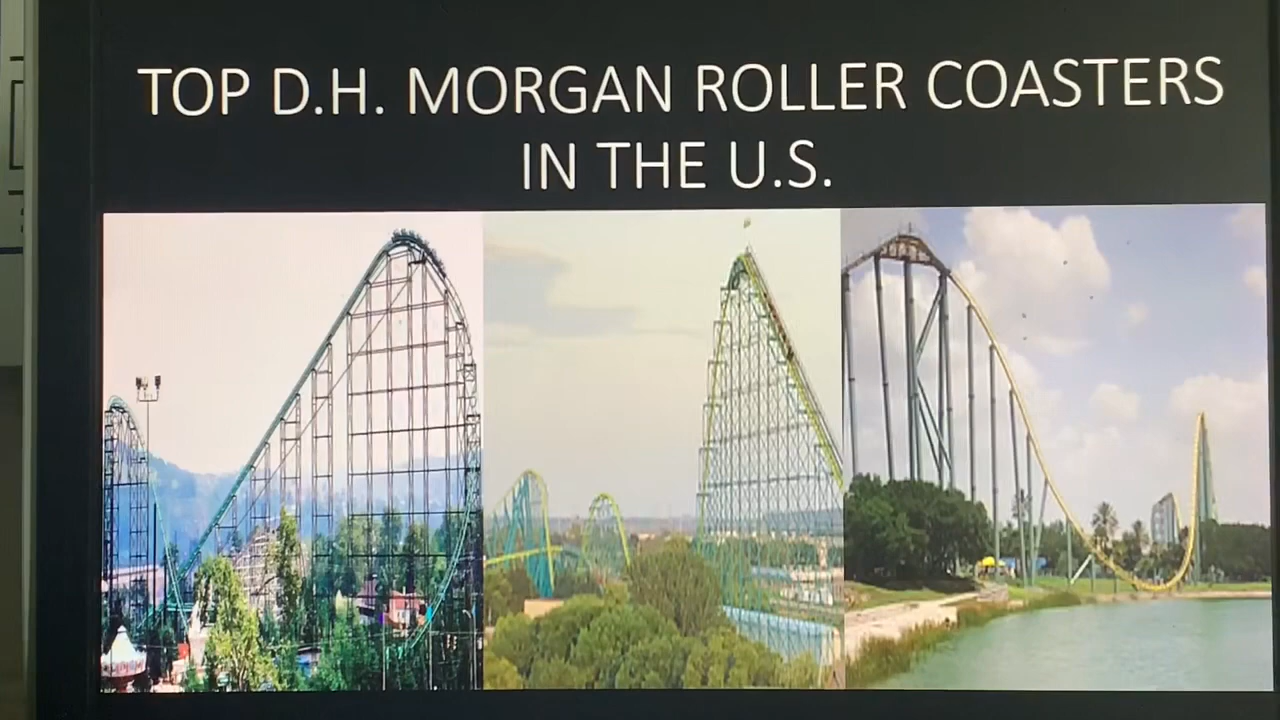 TOP D.H. MORGAN ROLLER COASTERS
IN THE U.S.